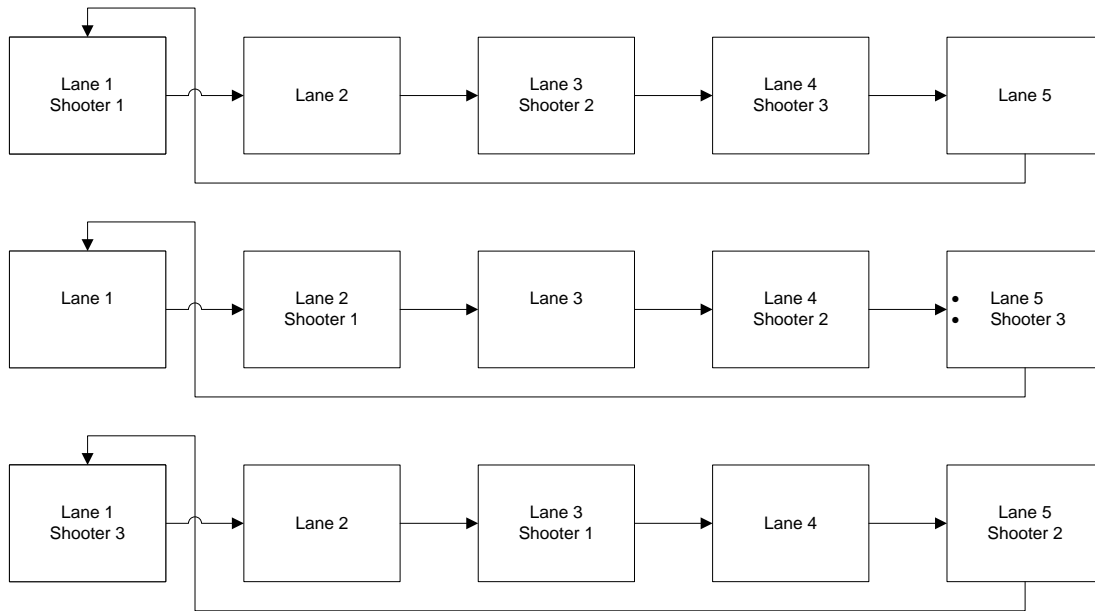 Lane 1
Shooter 1
Lane 2
Lane 3
Shooter 2
Lane 4
Shooter 3
Lane 5
Lane 1
Lane 2
Shooter 1
Lane 3
Lane 4
Shooter 2
• Lane 5
• Shooter 3
Lane 1
Shooter 3
Lane 2
Lane 3
Shooter 1
Lane 4
Lane 5
Shooter 2